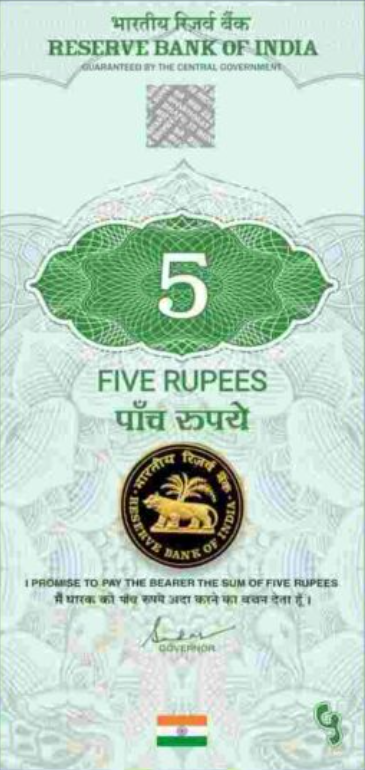 भारतीय रिज़र्व बैंक
RESERVE BANK OF INDIA
GUARANTEED BY THE CENTRAL GOVERNMENT
5
FIVE RUPEES
पाँच रुपये
भारतीय रिज़र्व बैंक
RESERVE BANK OF INDIA
I PROMISE TO PAY THE BEARER THE SUM OF FIVE RUPEES
मैं धारक को पाँच रुपये अदा करने का वचन देता हूँ ।
GOVERNOR
५